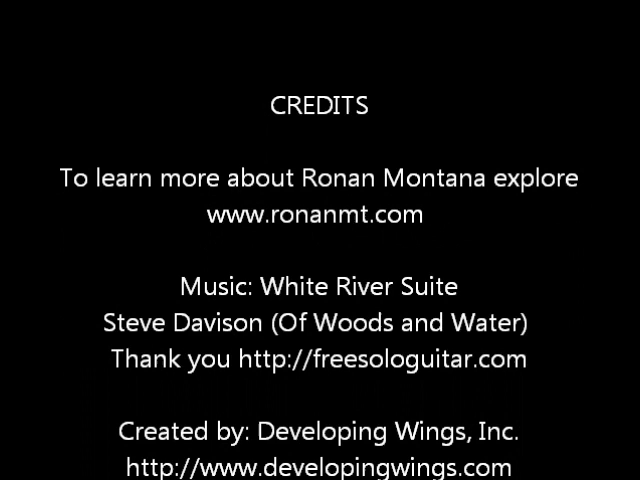 CREDITS
To learn more about Ronan Montana explore
www.ronanmt.com
Music: White River Suite
Steve Davison (Of Woods and Water)
Thank you http://freesologuitar.com
Created by: Developing Wings, Inc.
http://www.developingwings.com